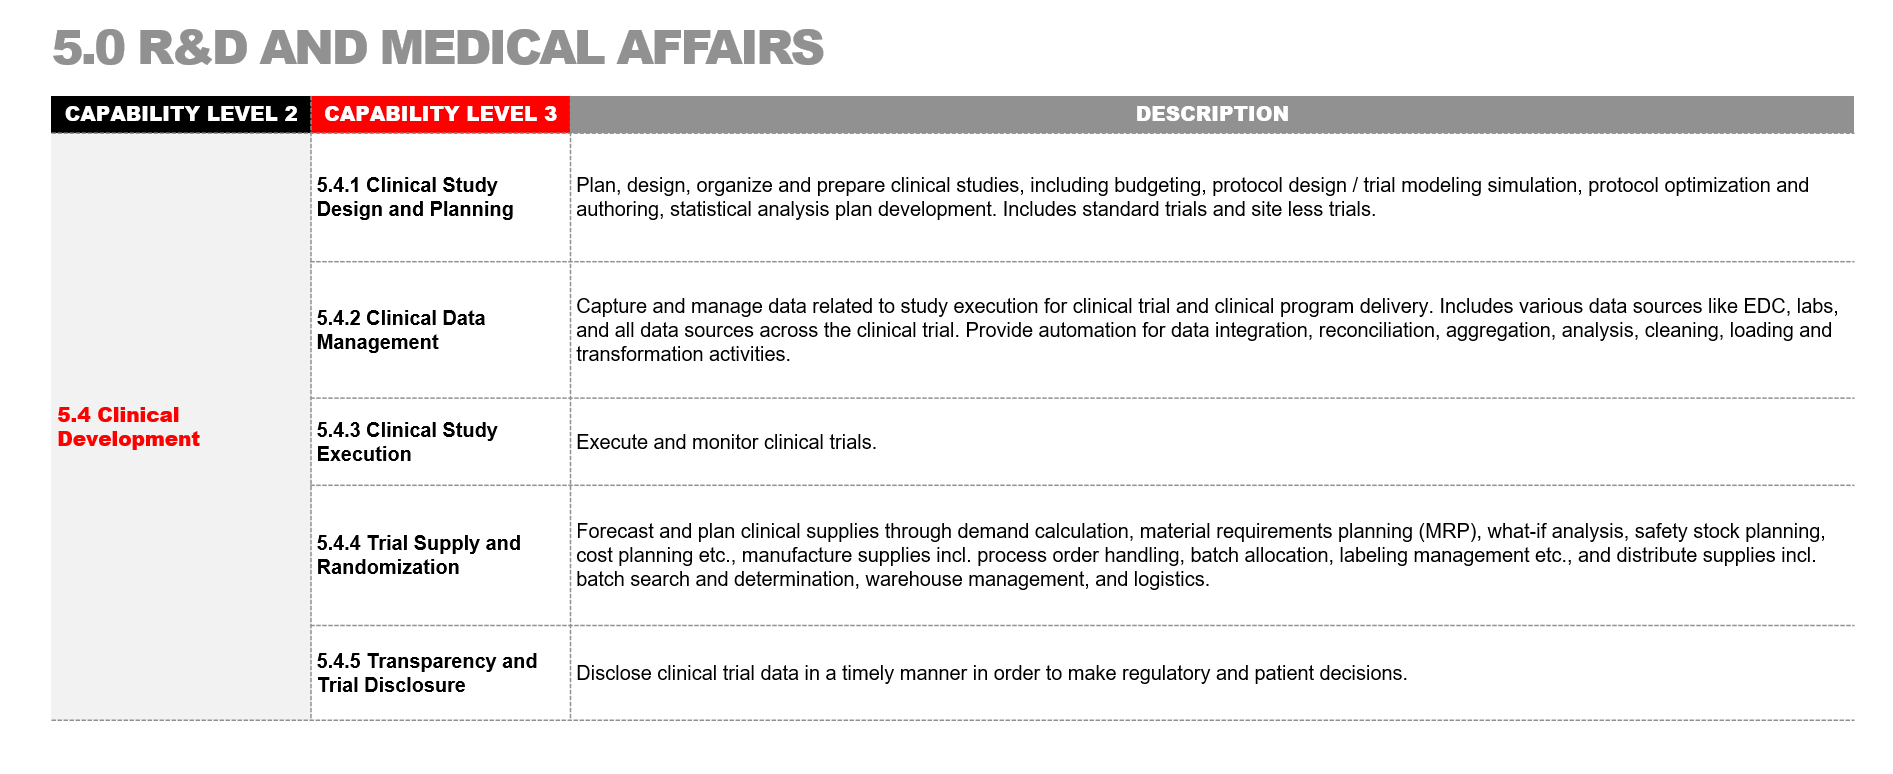 5.0 R&D AND MEDICAL AFFAIRS
CAPABILITY LEVEL 2
CAPABILITY LEVEL 3
DESCRIPTION
5.4 Clinical
Development
5.4.1 Clinical Study
Design and Planning
Plan, design, organize and prepare clinical studies, including budgeting, protocol design / trial modeling simulation, protocol optimization and
authoring, statistical analysis plan development. Includes standard trials and site less trials.
5.4.2 Clinical Data
Management
Capture and manage data related to study execution for clinical trial and clinical program delivery. Includes various data sources like EDC, labs,
and all data sources across the clinical trial. Provide automation for data integration, reconciliation, aggregation, analysis, cleaning, loading and
transformation activities.
5.4.3 Clinical Study
Execution
Execute and monitor clinical trials.
5.4.4 Trial Supply and
Randomization
Forecast and plan clinical supplies through demand calculation, material requirements planning (MRP), what-if analysis, safety stock planning,
cost planning etc., manufacture supplies incl. process order handling, batch allocation, labeling management etc., and distribute supplies incl.
batch search and determination, warehouse management, and logistics.
5.4.5 Transparency and
Trial Disclosure
Disclose clinical trial data in a timely manner in order to make regulatory and patient decisions.